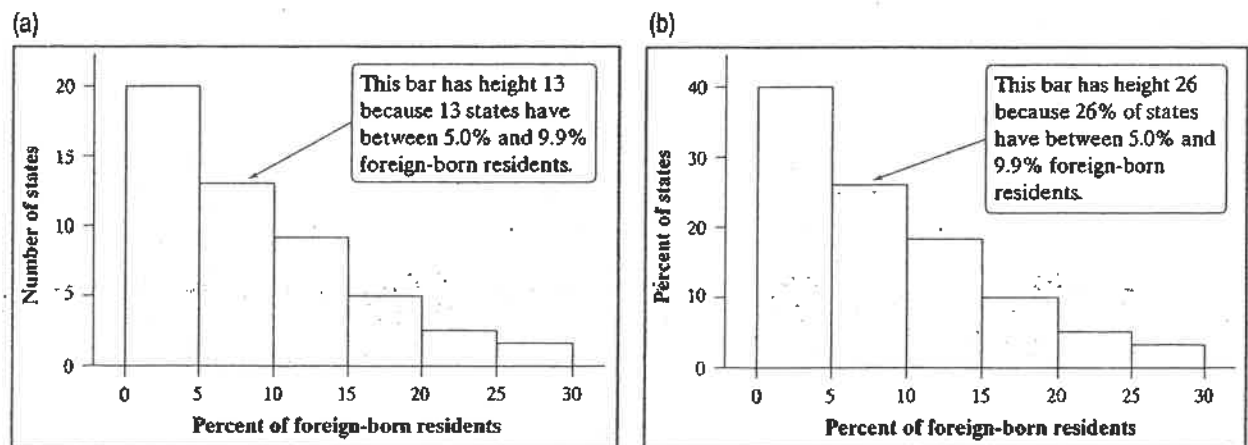 (a)
This bar has height 13
because 13 states have
between 5.0% and 9.9%
foreign-born residents.
Number of states
20
15
10
5
0
0 5 10 15 20 25 30
Percent of foreign-born residents
(b)
This bar has height 26
because 26% of states
have between 5.0% and
9.9% foreign-born
residents.
Percent of states
40
30
20
10
0
0 5 10 15 20 25 30
Percent of foreign-born residents